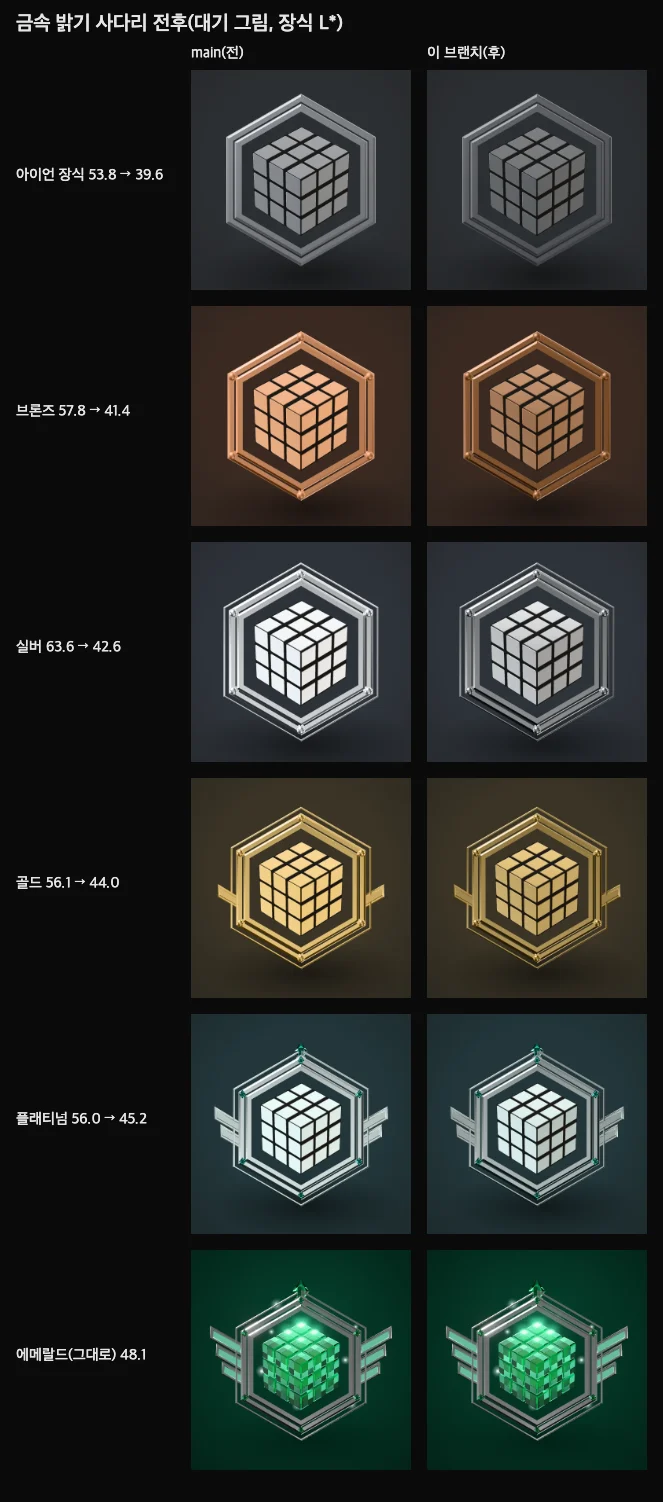 금속 밝기 사다리 전후(대기 그림, 장식 L*)
main(전) 이 브랜치(후)
아이언 장식 53.8 → 39.6
브론즈 57.8 → 41.4
실버 63.6 → 42.6
골드 56.1 → 44.0
플래티넘 56.0 → 45.2
에메랄드(그대로) 48.1